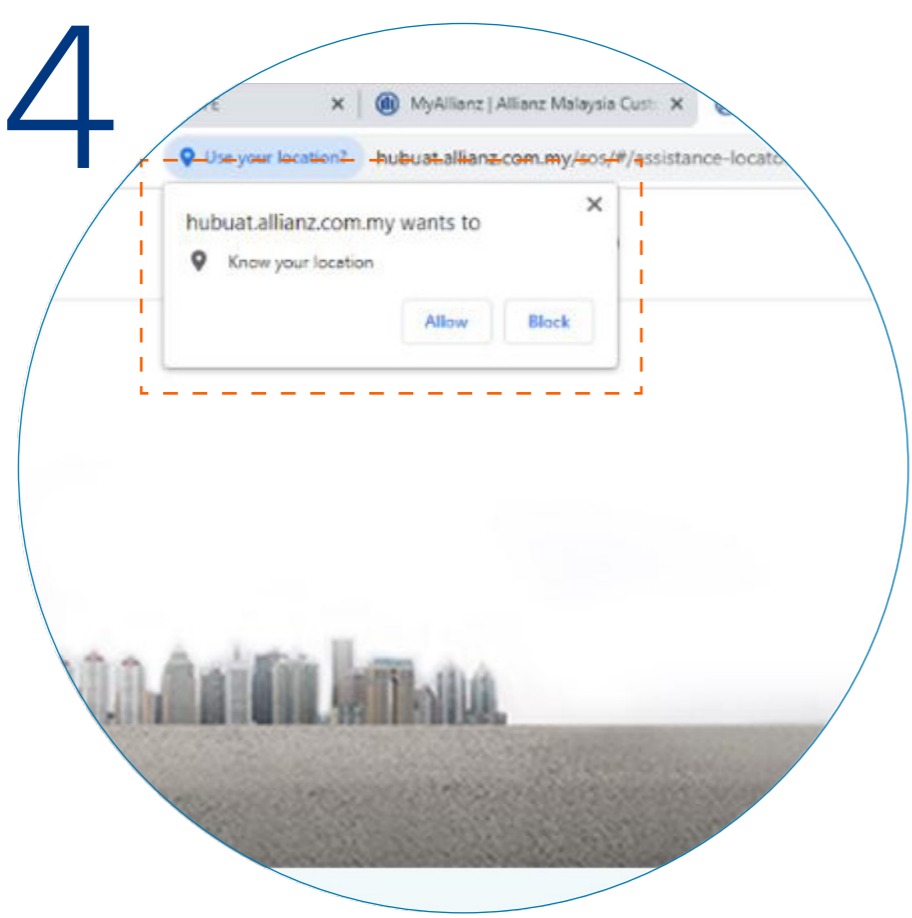 4
MyAllianz | Allianz Malaysia Cust
Use your location? hubuat.allianz.com.my/sos/#/assistance-locato
hubuat.allianz.com.my wants to
Know your location
Allow Block